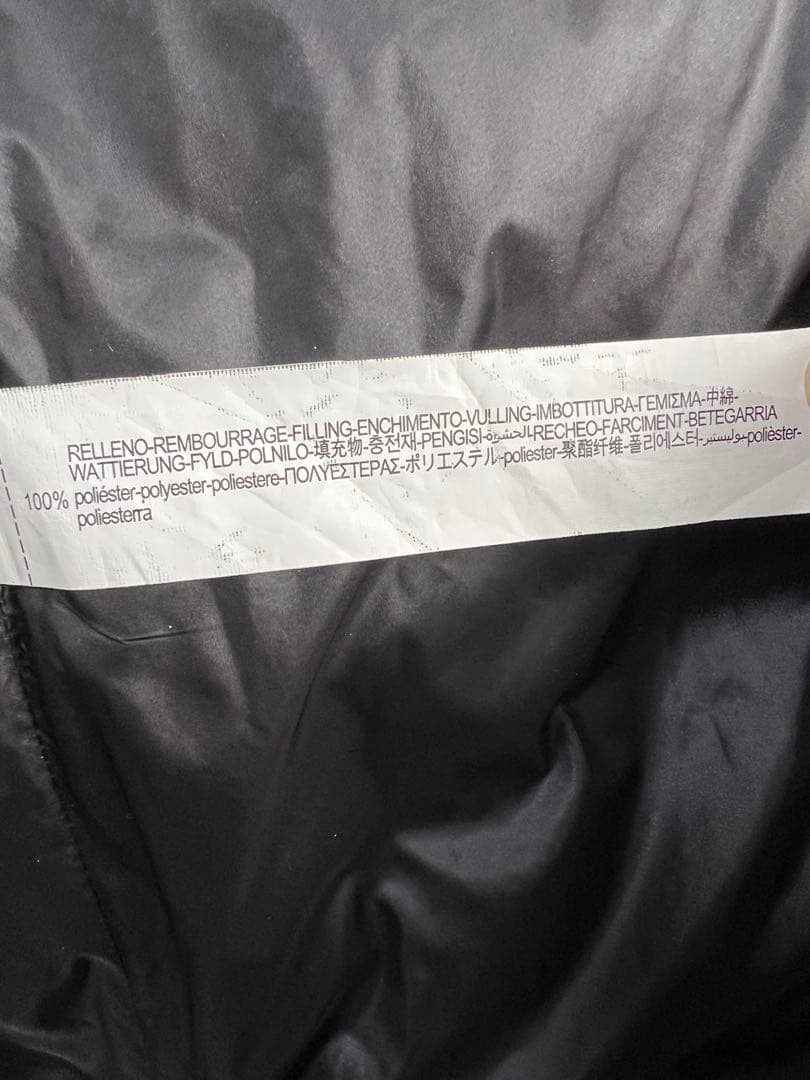 RELLENO-REMBOURRAGE-FILLING-ENCHIMENTO-VULLING-IMBOTTITURA-ΓΕΜΙΣΜΑ-中綿-
WATTIERUNG-FYLD-POLNILO-填充物-충전재-PENGISI-الحشوة-RECHEO-FARCIMENT-BETEGARRIA
100% poliéster-polyester-poliestere-ΠΟΛΥΕΣΤΕΡΑΣ-ポリエステル-poliester-聚酯纤维-폴리에스터-بوليستير-polièster-
poliesterra